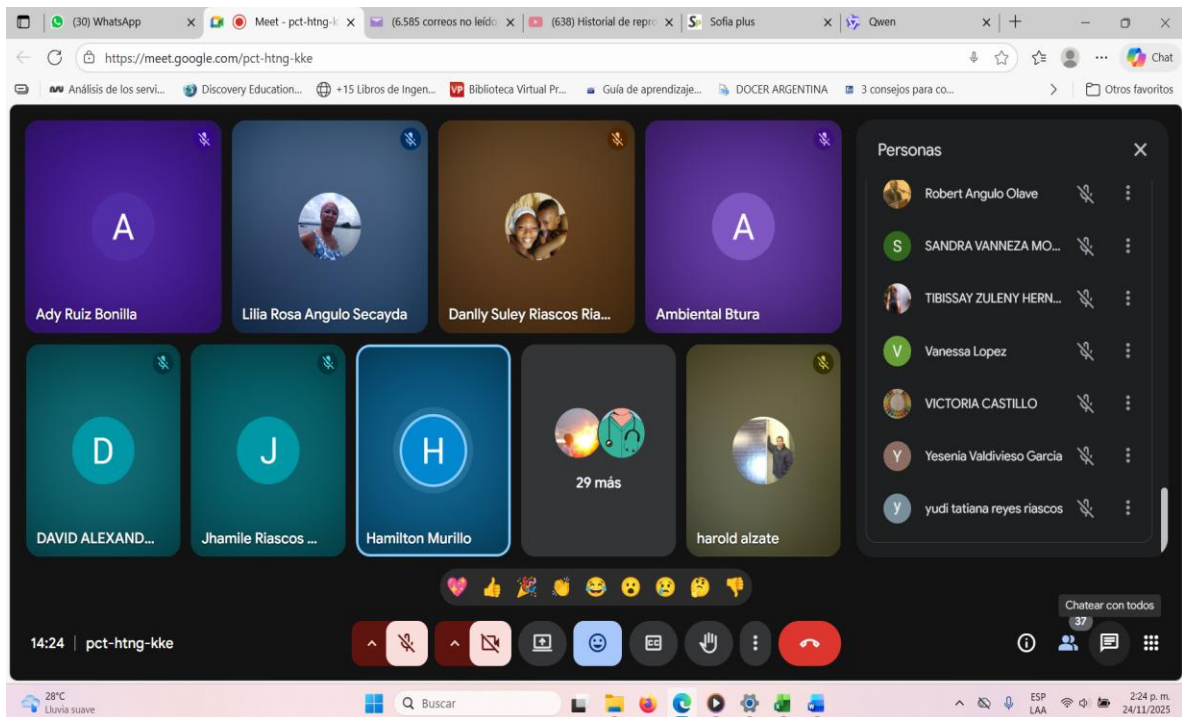 (30) WhatsApp
Meet - pct-htng-k
(6.585 correos no leído
(638) Historial de repro
Sofia plus
Qwen
https://meet.google.com/pct-htng-kke
Chat
Análisis de los servi...
Discovery Education...
+15 Libros de Ingen...
VP
Biblioteca Virtual Pr...
Guía de aprendizaje...
DOCER ARGENTINA
3 consejos para co...
Otros favoritos
A
Ady Ruiz Bonilla
Lilia Rosa Angulo Secayda
Danlly Suley Riascos Ria...
A
Ambiental Btura
D
DAVID ALEXAND...
J
Jhamile Riascos ...
H
Hamilton Murillo
29 más
harold alzate
Personas
Robert Angulo Olave
S
SANDRA VANNEZA MO...
TIBISSAY ZULENY HERN...
V
Vanessa Lopez
VICTORIA CASTILLO
Y
Yesenia Valdivieso Garcia
y
yudi tatiana reyes riascos
Chatear con todos
14:24 | pct-htng-kke
CC
37
28°C
Lluvia suave
Buscar
ESP
LAA
2:24 p. m.
24/11/2025